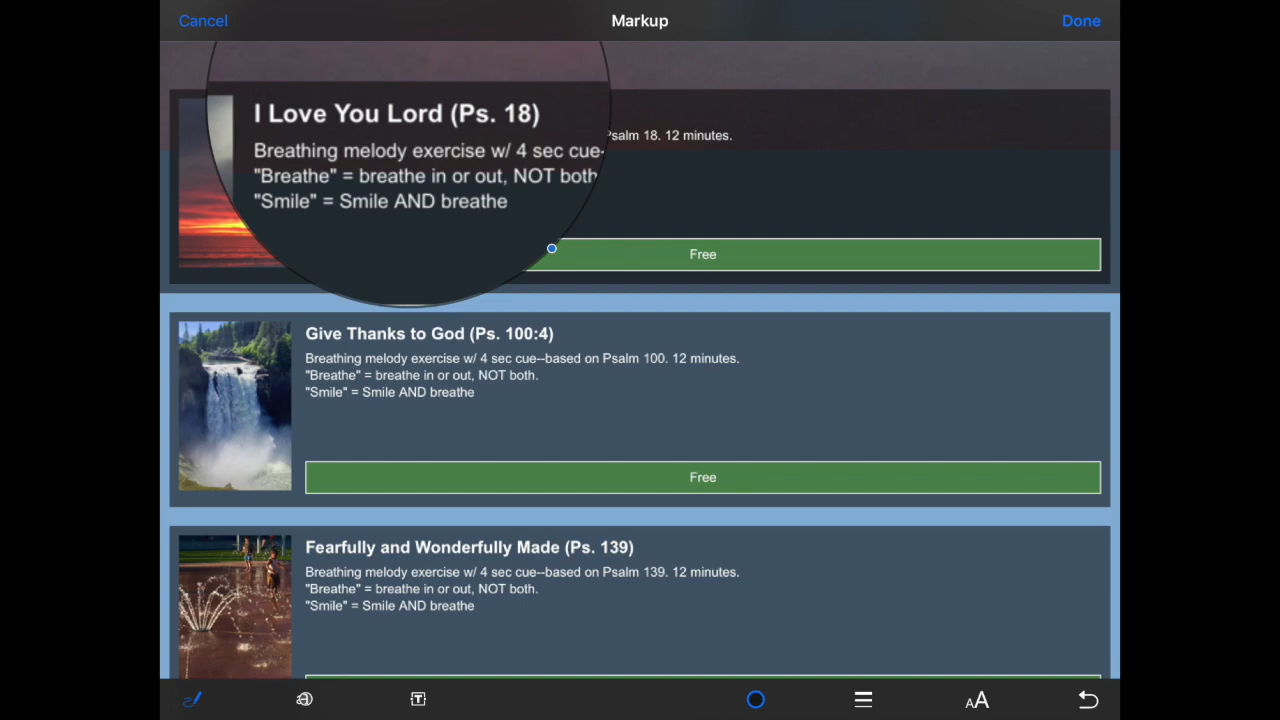 Cancel
Markup
Done
I Love You Lord (Ps. 18)
Breathing melody exercise w/ 4 sec cue- Psalm 18. 12 minutes.
"Breathe" = breathe in or out, NOT both
"Smile" = Smile AND breathe
Free
Give Thanks to God (Ps. 100:4)
Breathing melody exercise w/ 4 sec cue--based on Psalm 100. 12 minutes.
"Breathe" = breathe in or out, NOT both.
"Smile" = Smile AND breathe
Free
Fearfully and Wonderfully Made (Ps. 139)
Breathing melody exercise w/ 4 sec cue--based on Psalm 139. 12 minutes.
"Breathe" = breathe in or out, NOT both.
"Smile" = Smile AND breathe
a
T
AA